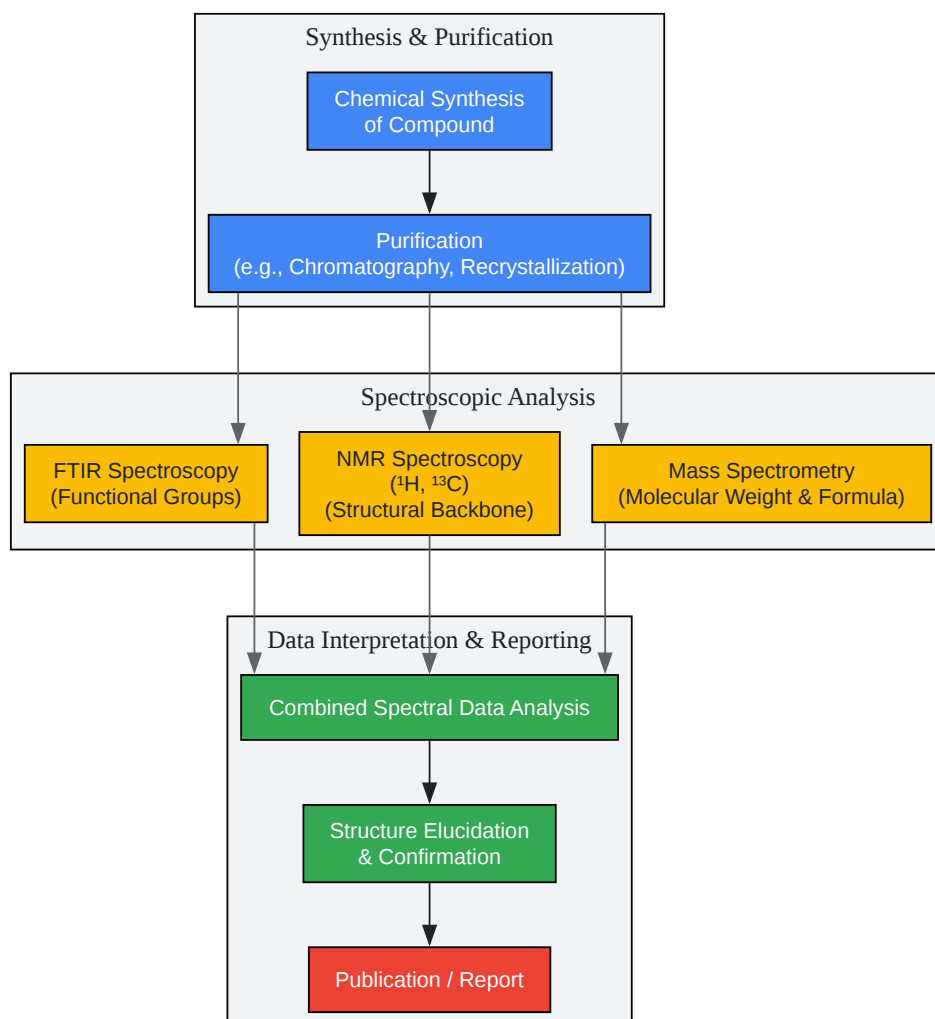 Synthesis & Purification
Chemical Synthesis
of Compound
Purification
(e.g., Chromatography, Recrystallization)
Spectroscopic Analysis
FTIR Spectroscopy
(Functional Groups)
NMR Spectroscopy
(¹H, ¹³C)
(Structural Backbone)
Mass Spectrometry
(Molecular Weight & Formula)
Data Interpretation & Reporting
Combined Spectral Data Analysis
Structure Elucidation
& Confirmation
Publication / Report